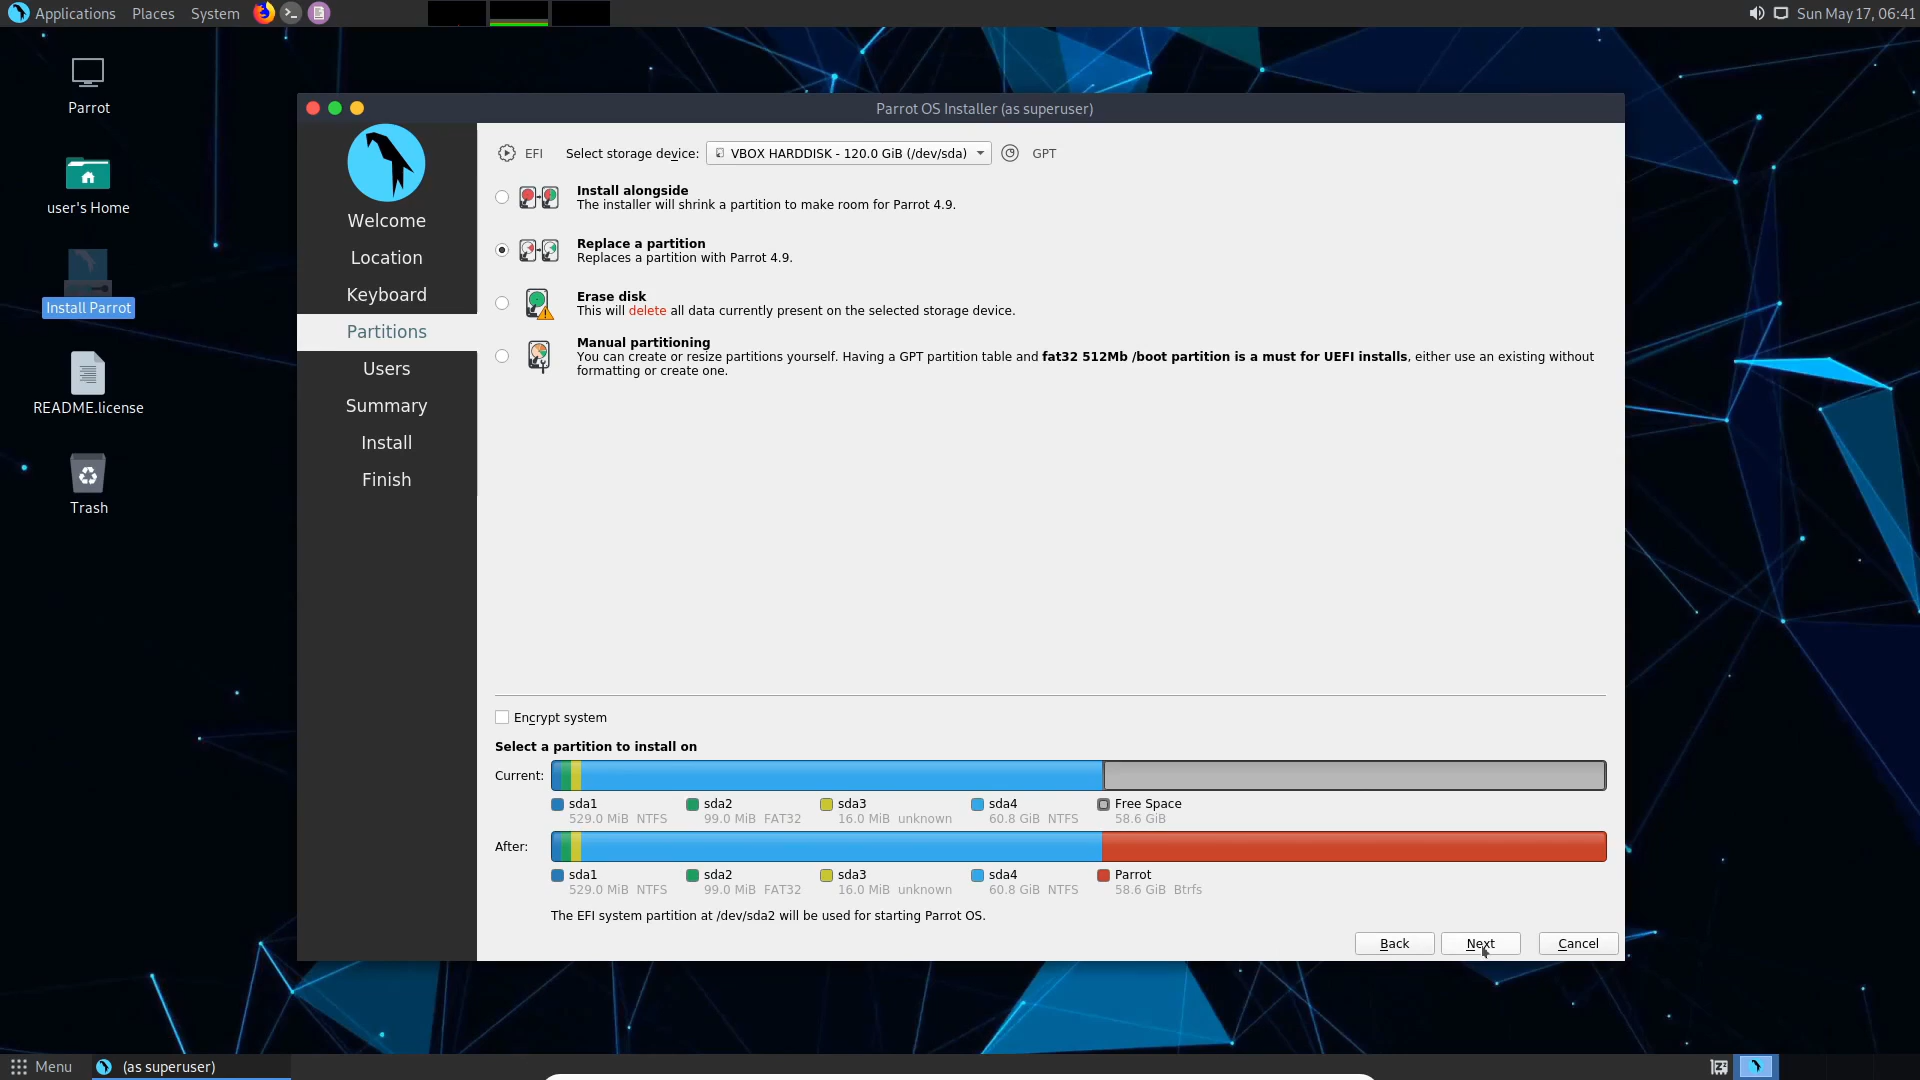 Applications Places System
Sun May 17, 06:41
Parrot
user's Home
Install Parrot
README.license
Trash
Parrot OS Installer (as superuser)
Welcome
Location
Keyboard
Partitions
Users
Summary
Install
Finish
EFI Select storage device: VBOX HARDDISK - 120.0 GiB (/dev/sda) GPT
Install alongside
The installer will shrink a partition to make room for Parrot 4.9.
Replace a partition
Replaces a partition with Parrot 4.9.
Erase disk
This will delete all data currently present on the selected storage device.
Manual partitioning
You can create or resize partitions yourself. Having a GPT partition table and fat32 512Mb /boot partition is a must for UEFI installs, either use an existing without
formatting or create one.
Encrypt system
Select a partition to install on
Current:
sda1 sda2 sda3 sda4 Free Space
529.0 MiB NTFS 99.0 MiB FAT32 16.0 MiB unknown 60.8 GiB NTFS 58.6 GiB
After:
sda1 sda2 sda3 sda4 Parrot
529.0 MiB NTFS 99.0 MiB FAT32 16.0 MiB unknown 60.8 GiB NTFS 58.6 GiB Btrfs
The EFI system partition at /dev/sda2 will be used for starting Parrot OS.
Back Next Cancel
Menu (as superuser)